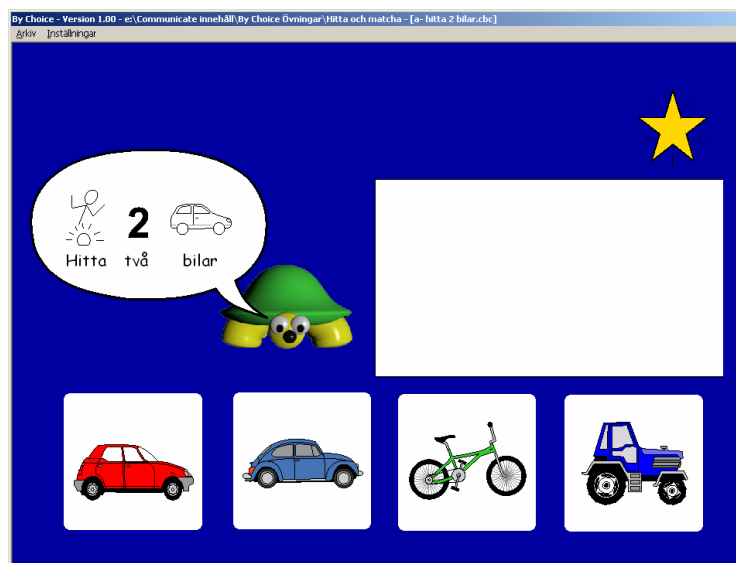 By Choice - Version 1.00 - e:\Communicate innehåll\By Choice Övningar\Hitta och matcha - [a- hitta 2 bilar.cbc]
Arkiv Inställningar
2
Hitta två bilar